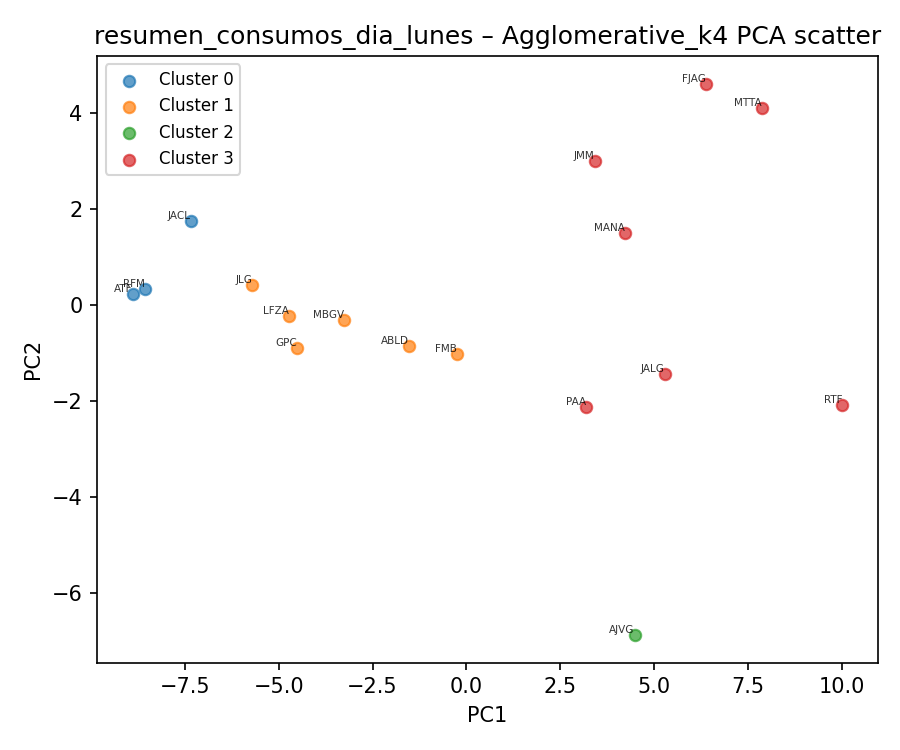 resumen_consumos_dia_lunes – Agglomerative_k4 PCA scatter
Cluster 0
Cluster 1
Cluster 2
Cluster 3
FJAG
MTTA
JMM
MANA
JACL
RFM
JLG
LFZA
MBGV
GPC
ABLD
FMB
JALG
PAA
AJVG
4
2
0
−2
−4
−6
PC2
−7.5
−5.0
−2.5
0.0
2.5
5.0
7.5
10.0
PC1